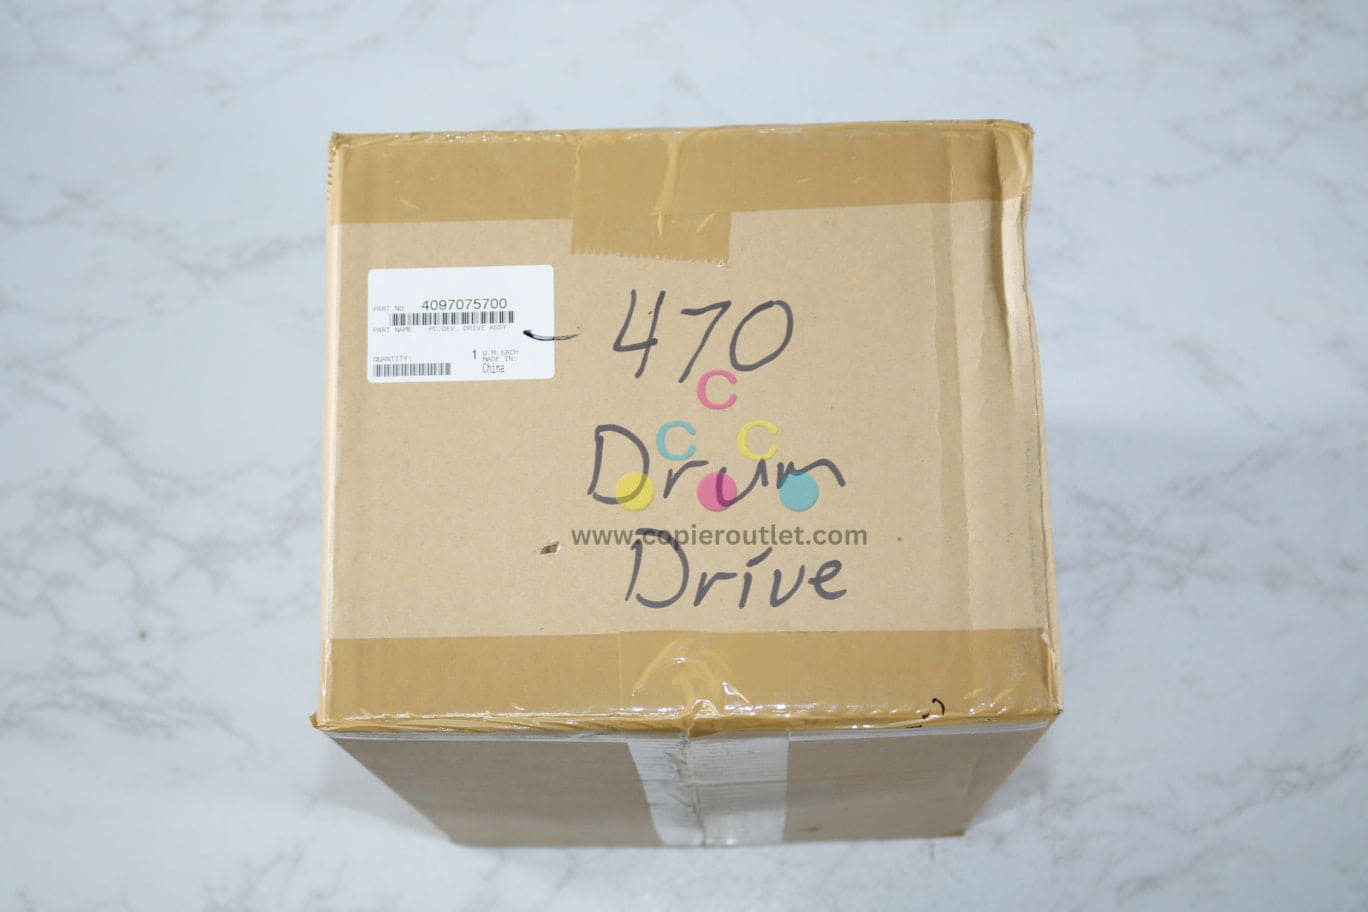 PART NO 4097075700
PART NAME :PC/DEV. DRIVE ASSY
QUANTITY: 1 U M:EACH
MADE IN:
China
470
C
C C
Drum
www.copieroutlet.com
Drive